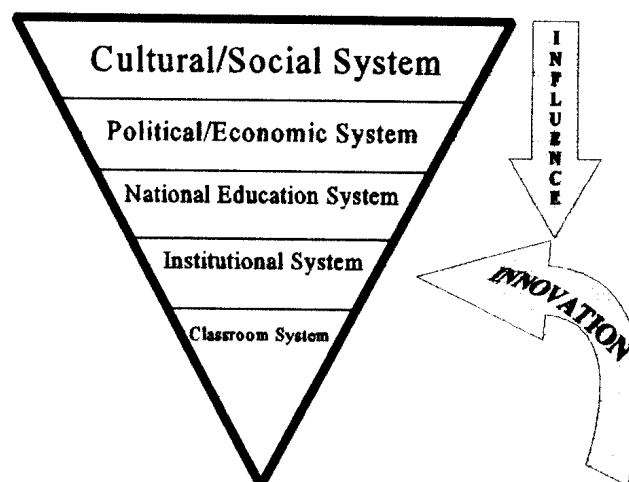 Cultural/Social System
Political/Economic System
National Education System
Institutional System
Classroom System
INFLUENCE
INNOVATION